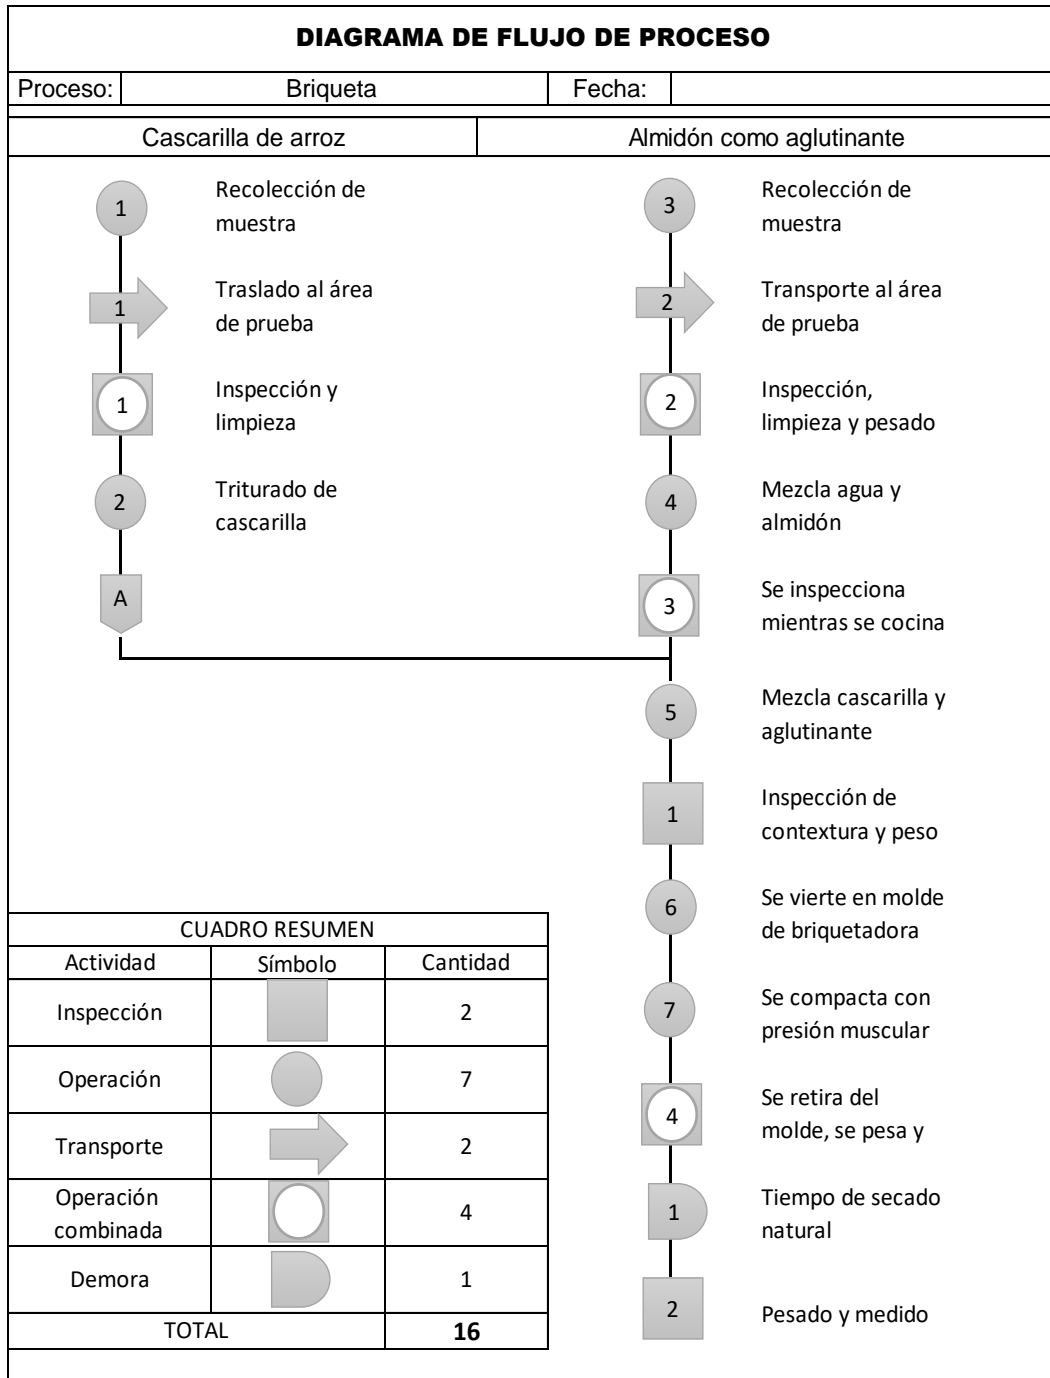 DIAGRAMA DE FLUJO DE PROCESO
Proceso: Briqueta Fecha:
Cascarilla de arroz Almidón como aglutinante
1 Recolección de
muestra
1 Traslado al área
de prueba
1 Inspección y
limpieza
2 Triturado de
cascarilla
A
3 Recolección de
muestra
2 Transporte al área
de prueba
2 Inspección,
limpieza y pesado
4 Mezcla agua y
almidón
3 Se inspecciona
mientras se cocina
5 Mezcla cascarilla y
aglutinante
1 Inspección de
contextura y peso
6 Se vierte en molde
de briquetadora
7 Se compacta con
presión muscular
4 Se retira del
molde, se pesa y
1 Tiempo de secado
natural
2 Pesado y medido
CUADRO RESUMEN
Actividad Símbolo Cantidad
Inspección 2
Operación 7
Transporte 2
Operación
combinada 4
Demora 1
TOTAL 16